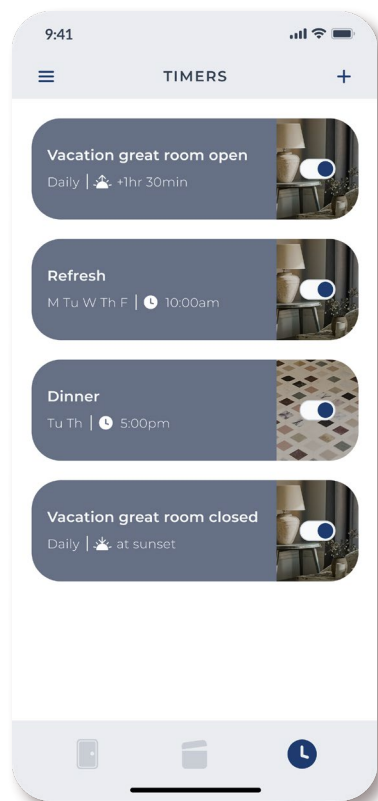 9:41
TIMERS
Vacation great room open
Daily | +1hr 30min
Refresh
M Tu W Th F | 10:00am
Dinner
Tu Th | 5:00pm
Vacation great room closed
Daily | at sunset